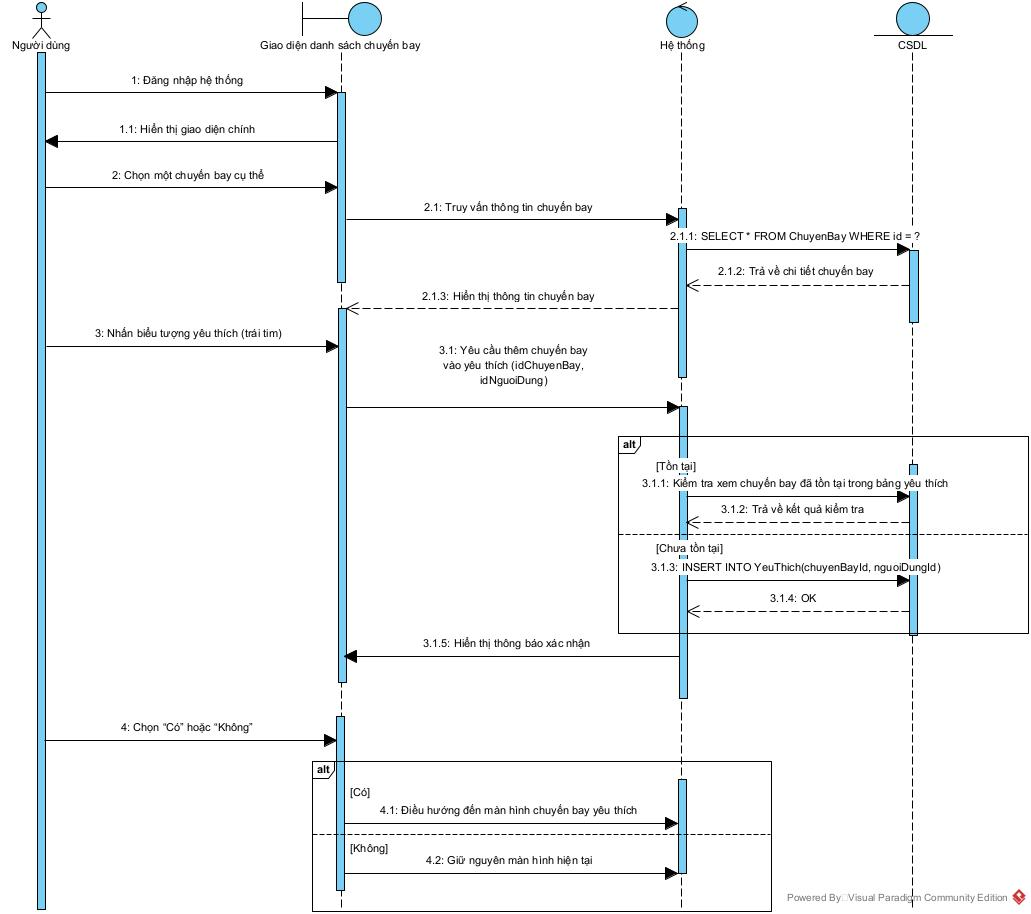 Người dùng
Giao diện danh sách chuyến bay
Hệ thống
CSDL
1: Đăng nhập hệ thống
1.1: Hiển thị giao diện chính
2: Chọn một chuyến bay cụ thể
2.1: Truy vấn thông tin chuyến bay
2.1.1: SELECT * FROM ChuyenBay WHERE id = ?
2.1.2: Trả về chi tiết chuyến bay
2.1.3: Hiển thị thông tin chuyến bay
3: Nhấn biểu tượng yêu thích (trái tim)
3.1: Yêu cầu thêm chuyến bay
vào yêu thích (idChuyenBay,
idNguoiDung)
alt
[Tồn tại]
3.1.1: Kiểm tra xem chuyến bay đã tồn tại trong bảng yêu thích
3.1.2: Trả về kết quả kiểm tra
[Chưa tồn tại]
3.1.3: INSERT INTO YeuThich(chuyenBayId, nguoiDungId)
3.1.4: OK
3.1.5: Hiển thị thông báo xác nhận
4: Chọn “Có” hoặc “Không”
alt
[Có]
4.1: Điều hướng đến màn hình chuyến bay yêu thích
[Không]
4.2: Giữ nguyên màn hình hiện tại
Powered By Visual Paradigm Community Edition